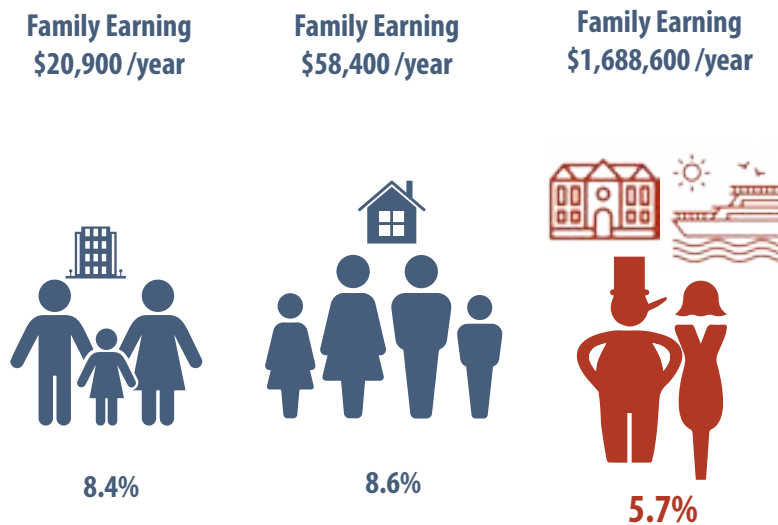 Family Earning
$20,900 /year
Family Earning
$58,400 /year
Family Earning
$1,688,600 /year
8.4%
8.6%
5.7%